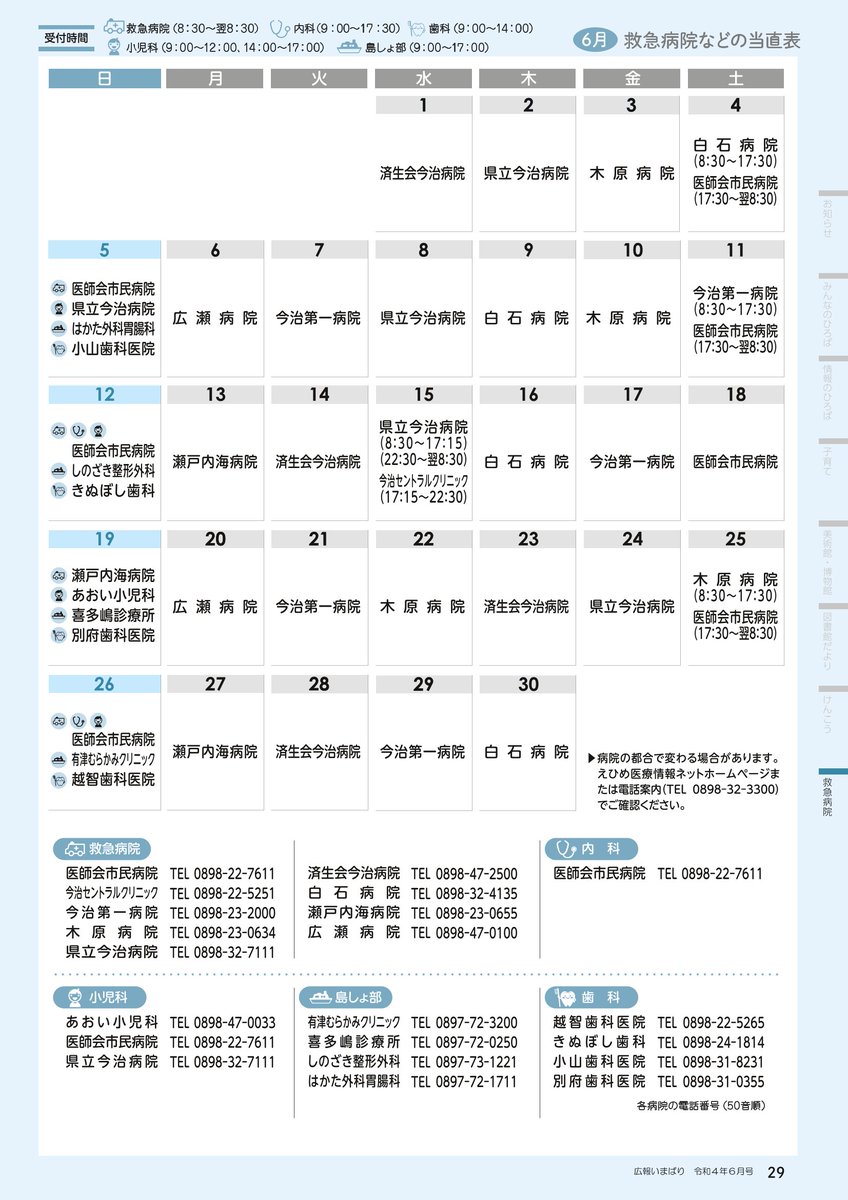 受付時間
救急病院（8：30〜翌8：30） 内科（9：00〜17：30） 歯科（9：00〜14：00）
小児科（9：00〜12：00，14：00〜17：00） 島しょ部（9：00〜17：00）
6月 救急病院などの当直表
日 月 火 水 木 金 土
1 2 3 4
済生会今治病院
県立今治病院
木原病院
白石病院
(8:30〜17:30)
医師会市民病院
(17:30〜翌8:30)
5 6 7 8 9 10 11
医師会市民病院
県立今治病院
はかた外科胃腸科
小山歯科医院
広瀬病院
今治第一病院
県立今治病院
白石病院
木原病院
今治第一病院
(8:30〜17:30)
医師会市民病院
(17:30〜翌8:30)
12 13 14 15 16 17 18
医師会市民病院
しのざき整形外科
きぬぼし歯科
瀬戸内海病院
済生会今治病院
県立今治病院
(8:30〜17:15)
(22:30〜翌8:30)
今治セントラルクリニック
(17:15〜22:30)
白石病院
今治第一病院
医師会市民病院
19 20 21 22 23 24 25
瀬戸内海病院
あおい小児科
喜多嶋診療所
別府歯科医院
広瀬病院
今治第一病院
木原病院
済生会今治病院
県立今治病院
木原病院
(8:30〜17:30)
医師会市民病院
(17:30〜翌8:30)
26 27 28 29 30
医師会市民病院
有津むらかみクリニック
越智歯科医院
瀬戸内海病院
済生会今治病院
今治第一病院
白石病院
▶病院の都合で変わる場合があります。
えひめ医療情報ネットホームページま
たは電話案内（TEL 0898-32-3300）
でご確認ください。
救急病院
医師会市民病院 TEL 0898-22-7611
今治セントラルクリニック TEL 0898-22-5251
今治第一病院 TEL 0898-23-2000
木原病院 TEL 0898-23-0634
県立今治病院 TEL 0898-32-7111
済生会今治病院 TEL 0898-47-2500
白石病院 TEL 0898-32-4135
瀬戸内海病院 TEL 0898-23-0655
広瀬病院 TEL 0898-47-0100
内科
医師会市民病院 TEL 0898-22-7611
小児科
あおい小児科 TEL 0898-47-0033
医師会市民病院 TEL 0898-22-7611
県立今治病院 TEL 0898-32-7111
島しょ部
有津むらかみクリニック TEL 0897-72-3200
喜多嶋診療所 TEL 0897-72-0250
しのざき整形外科 TEL 0897-73-1221
はかた外科胃腸科 TEL 0897-72-1711
歯科
越智歯科医院 TEL 0898-22-5265
きぬぼし歯科 TEL 0898-24-1814
小山歯科医院 TEL 0898-31-8231
別府歯科医院 TEL 0898-31-0355
各病院の電話番号（50音順）
お知らせ
みんなのひろば
情報のひろば
子育て
美術館・博物館
図書館だより
けんこう
救急病院
広報いまばり 令和4年6月号 29